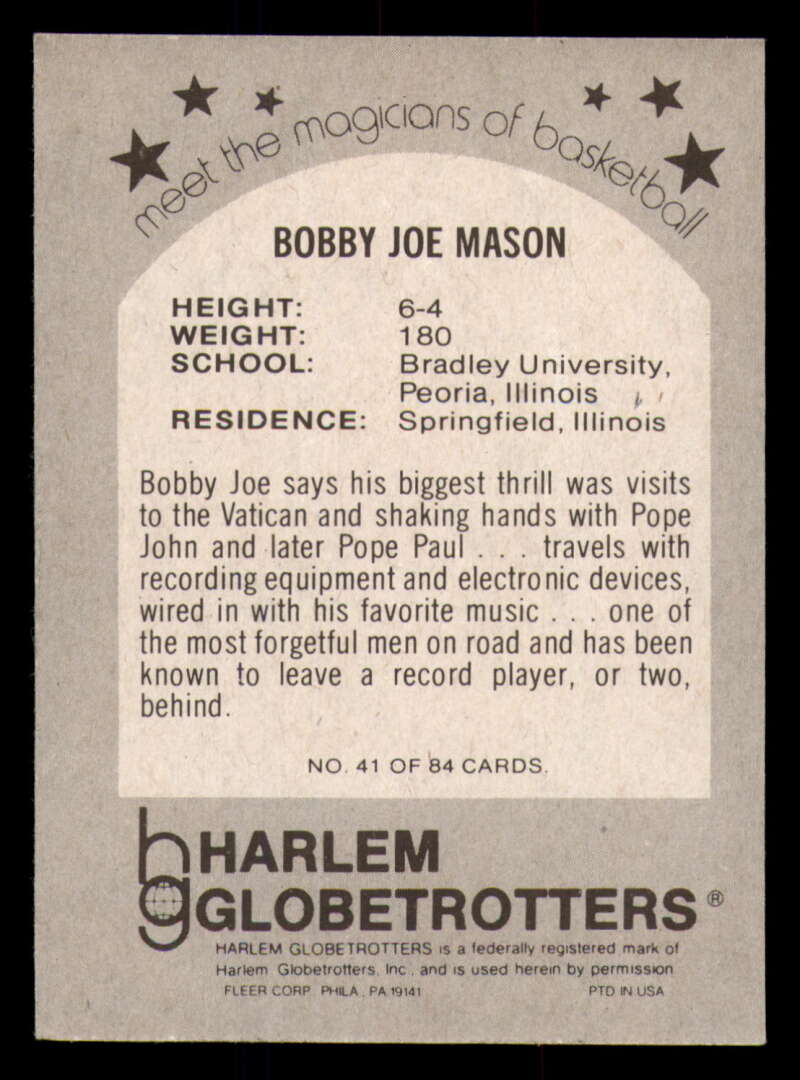 meet the magicians of basketball
BOBBY JOE MASON
HEIGHT: 6-4
WEIGHT: 180
SCHOOL: Bradley University,
Peoria, Illinois
RESIDENCE: Springfield, Illinois
Bobby Joe says his biggest thrill was visits
to the Vatican and shaking hands with Pope
John and later Pope Paul . . . travels with
recording equipment and electronic devices,
wired in with his favorite music . . . one of
the most forgetful men on road and has been
known to leave a record player, or two,
behind.
NO. 41 OF 84 CARDS.
hg HARLEM
GLOBETROTTERS®
HARLEM GLOBETROTTERS is a federally registered mark of
Harlem Globetrotters, Inc. and is used herein by permission
FLEER CORP. PHILA., PA 19141 PTD IN USA